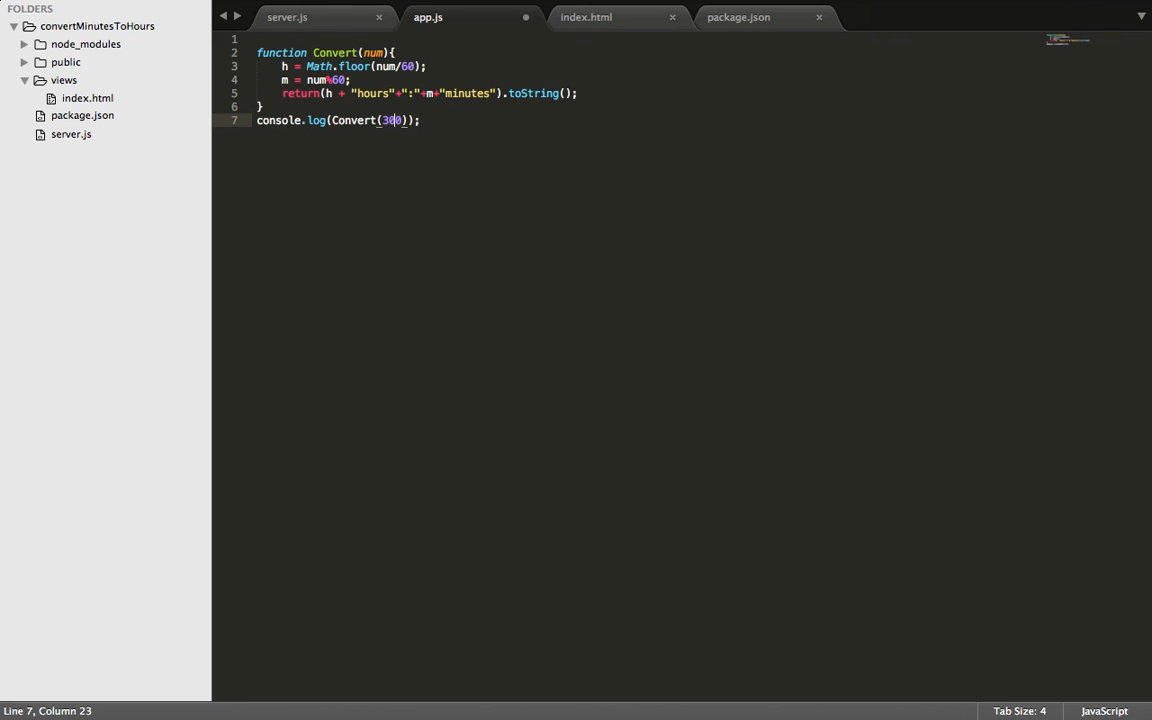 FOLDERS
convertMinutesToHours
node_modules
public
views
index.html
package.json
server.js
server.js × app.js index.html × package.json ×
1
2 function Convert(num){
3 h = Math.floor(num/60);
4 m = num%60;
5 return(h + "hours"+":"+m+"minutes").toString();
6 }
7 console.log(Convert(300));
Line 7, Column 23 Tab Size: 4 JavaScript